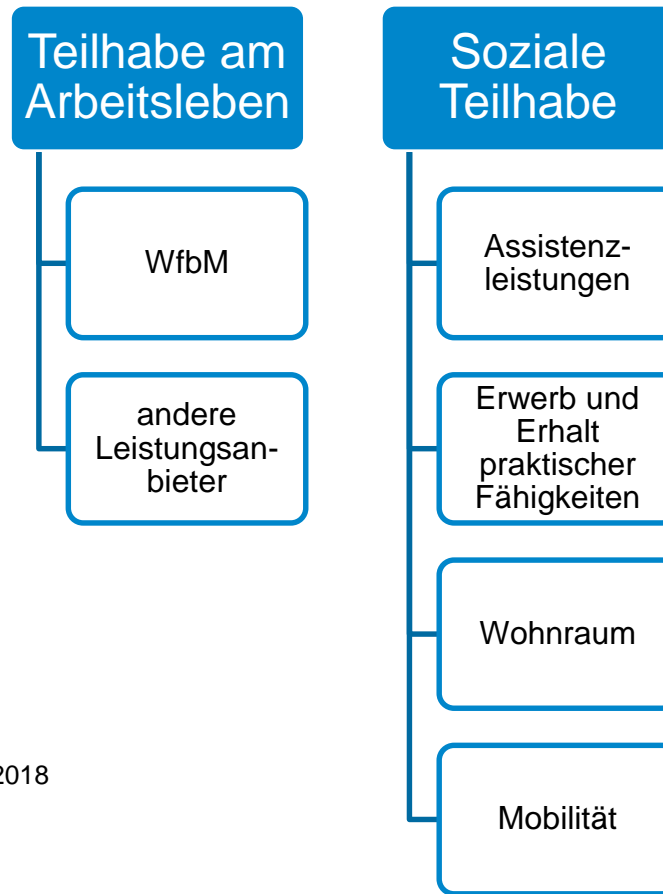 Teilhabe am
Arbeitsleben
WfbM
andere
Leistungsan-
bieter
Soziale
Teilhabe
Assistenz-
leistungen
Erwerb und
Erhalt
praktischer
Fähigkeiten
Wohnraum
Mobilität
2018